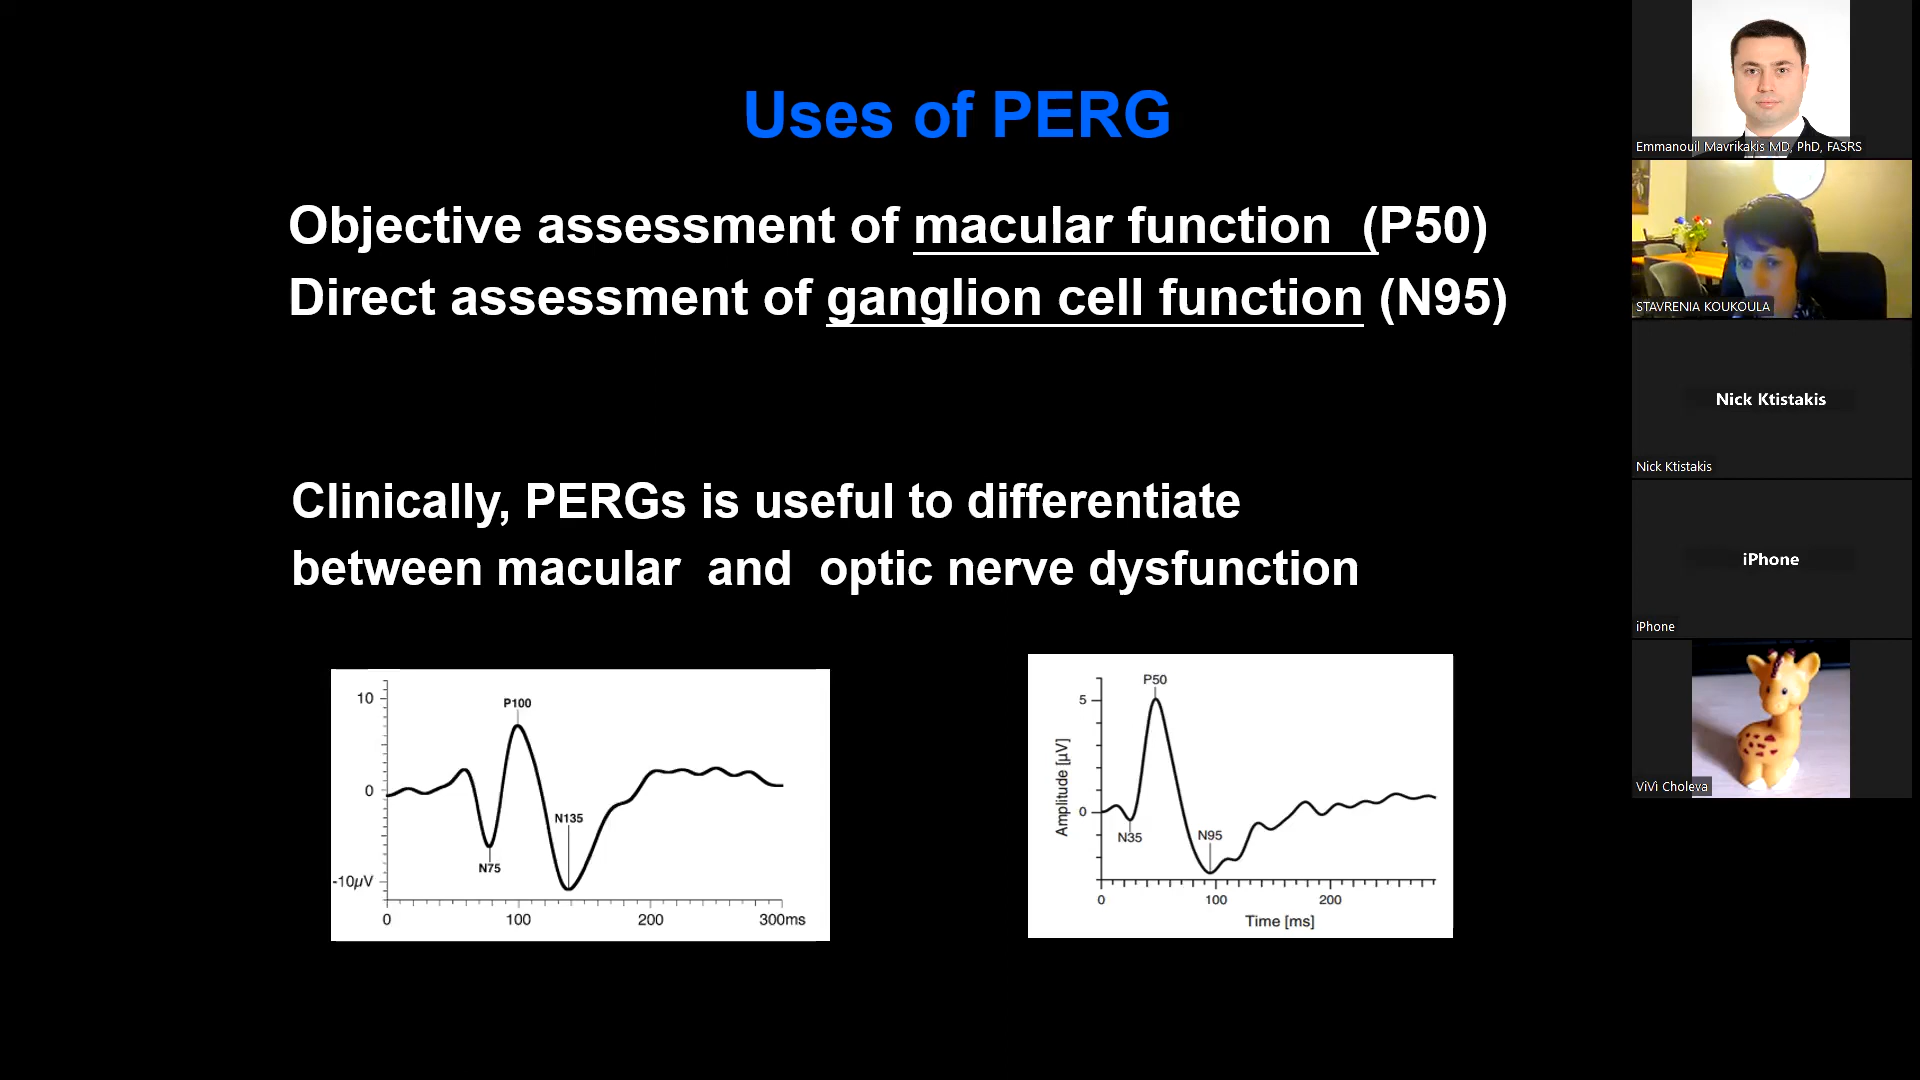 Uses of PERG
Objective assessment of macular function (P50)
Direct assessment of ganglion cell function (N95)
Clinically, PERGs is useful to differentiate
between macular and optic nerve dysfunction
10
P100
0
N135
N75
-10µV
0 100 200 300ms
P50
5
Amplitude [µV]
0
N35
N95
0 100 200
Time [ms]
Emmanouil Mavrikakis MD, PhD, FASRS
STAVRENIA KOUKOULA
Nick Ktistakis
Nick Ktistakis
iPhone
iPhone
ViVi Choleva